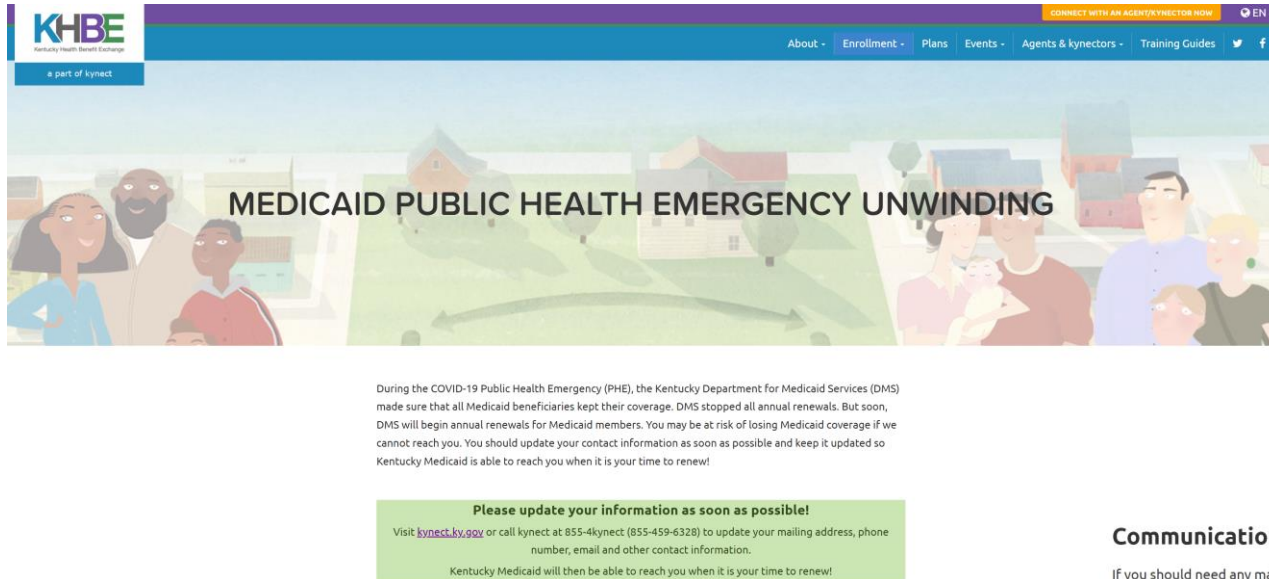 CONNECT WITH AN AGENT/KYNECTOR NOW
EN
KHBE
Kentucky Health Benefit Exchange
a part of kynect
About
Enrollment
Plans
Events
Agents & kynectors
Training Guides
MEDICAID PUBLIC HEALTH EMERGENCY UNWINDING
During the COVID-19 Public Health Emergency (PHE), the Kentucky Department for Medicaid Services (DMS)
made sure that all Medicaid beneficiaries kept their coverage. DMS stopped all annual renewals. But soon,
DMS will begin annual renewals for Medicaid members. You may be at risk of losing Medicaid coverage if we
cannot reach you. You should update your contact information as soon as possible and keep it updated so
Kentucky Medicaid is able to reach you when it is your time to renew!
Please update your information as soon as possible!
Visit kynect.ky.gov or call kynect at 855-4kynect (855-459-6328) to update your mailing address, phone
number, email and other contact information.
Kentucky Medicaid will then be able to reach you when it is your time to renew!
Communicatio
If you should need any ma